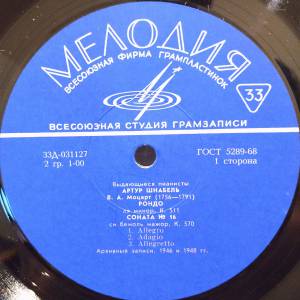 МЕЛОДИЯ
ВСЕСОЮЗНАЯ ФИРМА ГРАМПЛАСТИНОК
33
ВСЕСОЮЗНАЯ СТУДИЯ ГРАМЗАПИСИ
33Д-031127
ГОСТ 5289-68
2 гр. 1-00
1 сторона
Выдающиеся пианисты
АРТУР ШНАБЕЛЬ
В. А. Моцарт (1756—1791)
РОНДО
ля минор, К. 511
СОНАТА № 16
си бемоль мажор, К. 570
1. Allegro
2. Adagio
3. Allegretto
Архивные записи, 1946 и 1948 гг.